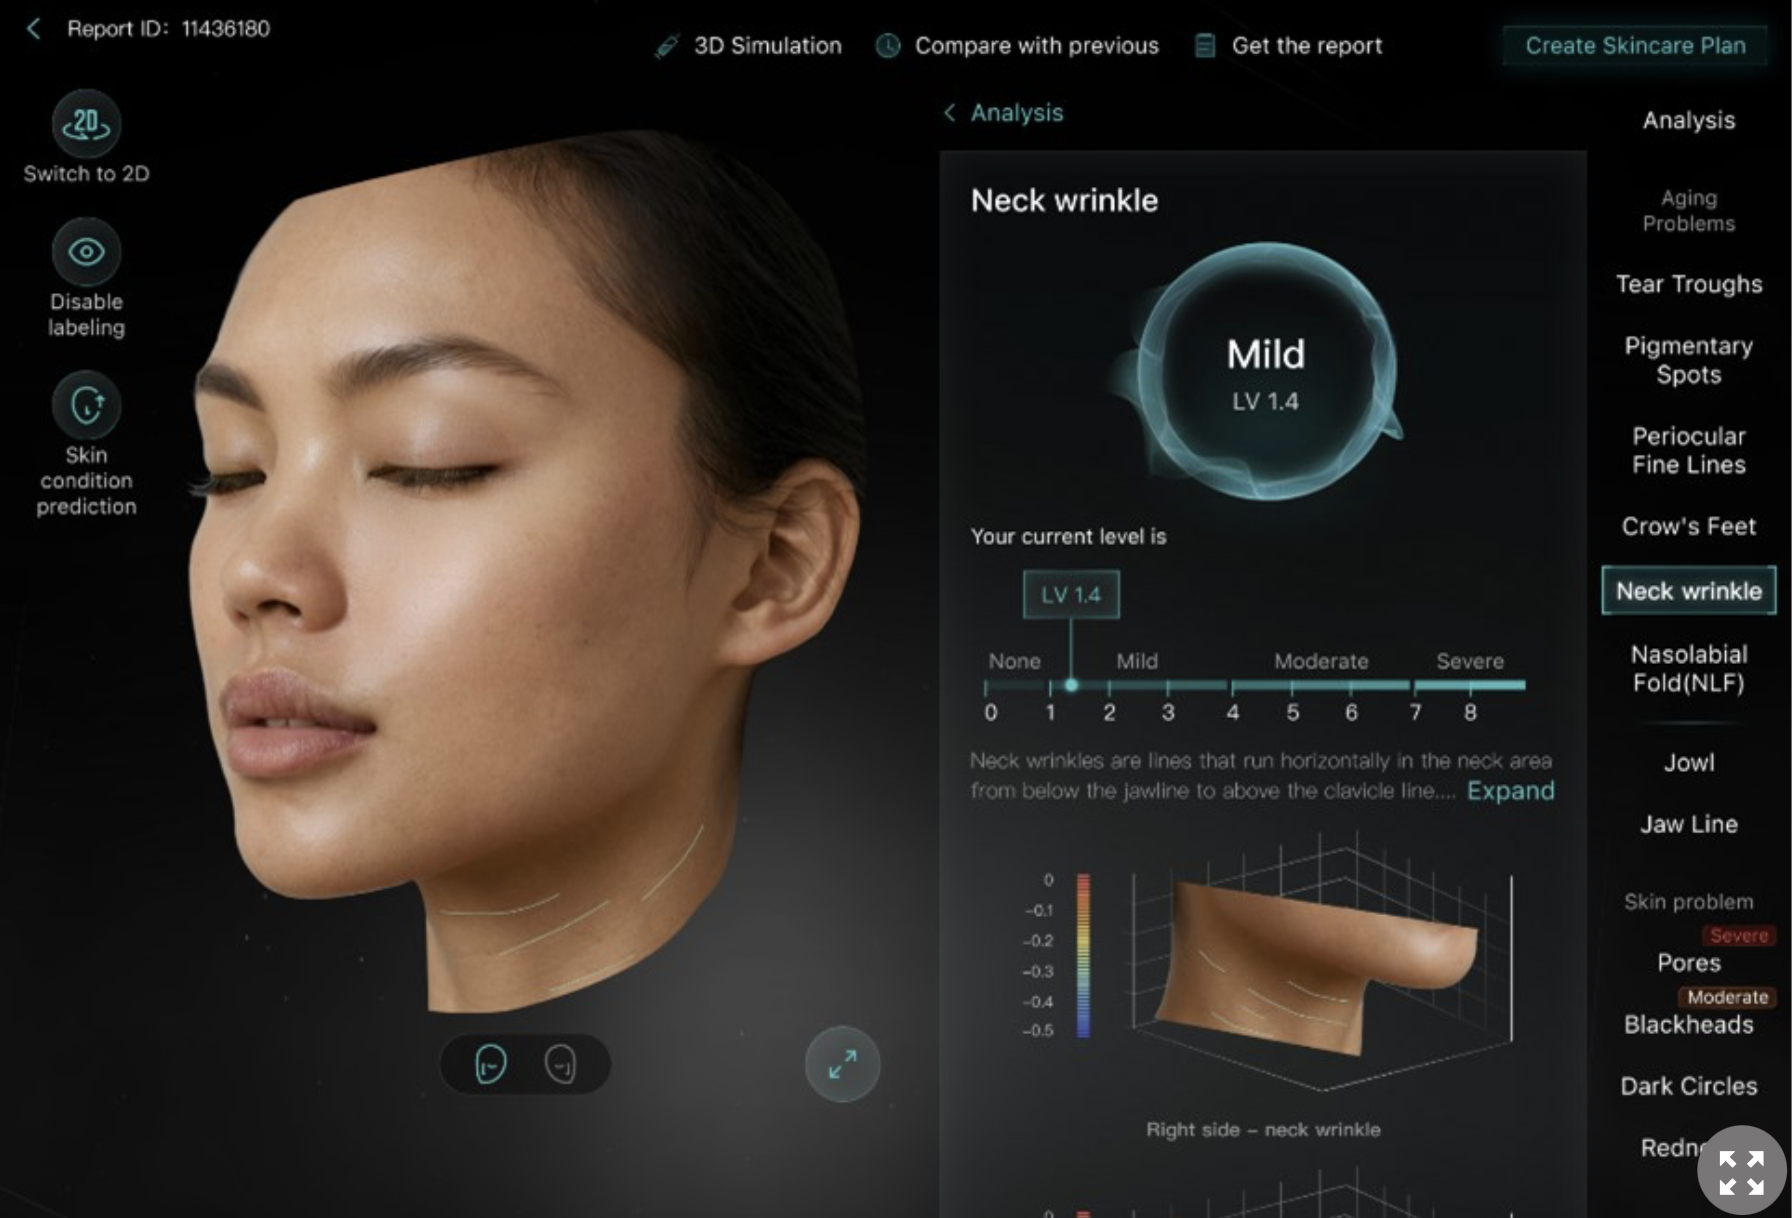 Report ID: 11436180
3D Simulation
Compare with previous
Get the report
Create Skincare Plan
2D
Switch to 2D
Disable
labeling
Skin
condition
prediction
Analysis
Neck wrinkle
Mild
LV 1.4
Your current level is
LV 1.4
None Mild Moderate Severe
0 1 2 3 4 5 6 7 8
Neck wrinkles are lines that run horizontally in the neck area
from below the jawline to above the clavicle line.... Expand
0
-0.1
-0.2
-0.3
-0.4
-0.5
Right side - neck wrinkle
0
Analysis
Aging
Problems
Tear Troughs
Pigmentary
Spots
Periocular
Fine Lines
Crow's Feet
Neck wrinkle
Nasolabial
Fold(NLF)
Jowl
Jaw Line
Skin problem
Severe
Pores
Moderate
Blackheads
Dark Circles